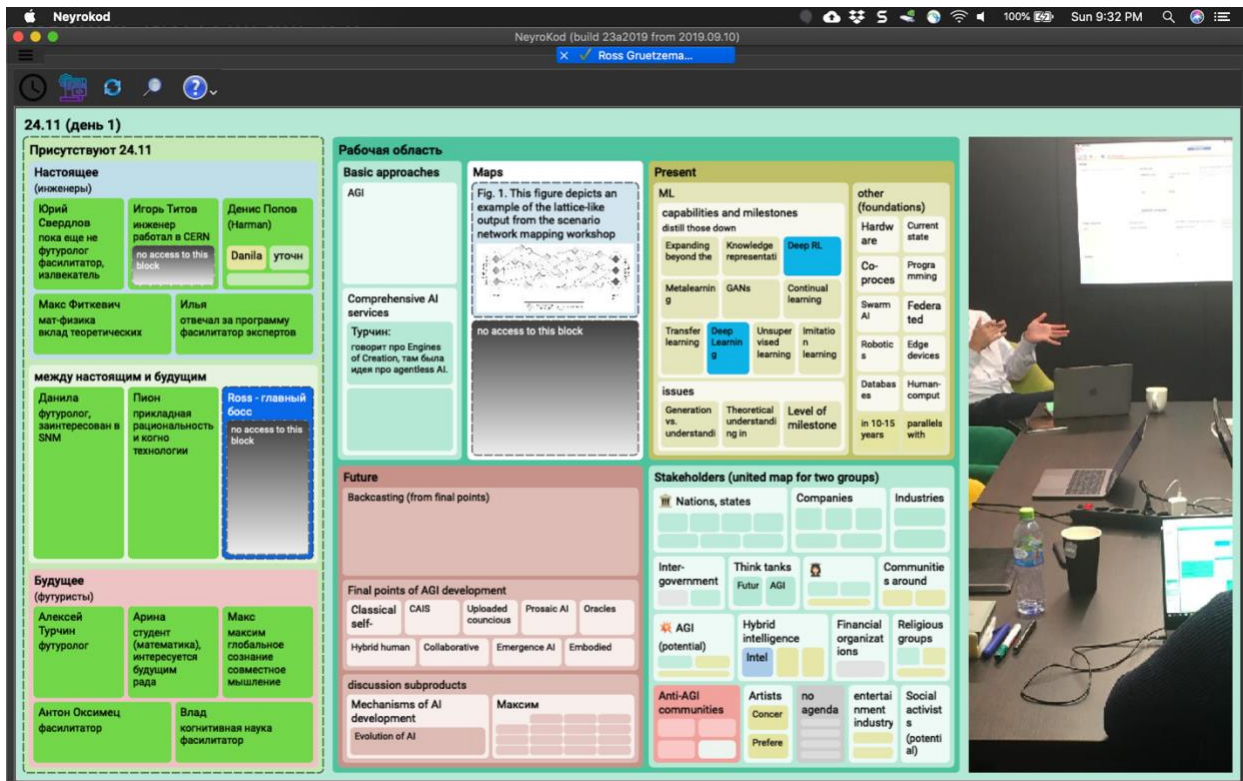 Neyrokod
100%
Sun 9:32 PM
NeyroKod (build 23a2019 from 2019.09.10)
Ross Gruetzema...
24.11 (день 1)
Присутствуют 24.11
Настоящее
(инженеры)
Юрий
Свердлов
пока еще не
футуролог
фасилитатор,
извлекатель
Игорь Титов
инженер
работал в CERN
no access to this
block
Денис Попов
(Harman)
Danila
уточн
Макс Фиткевич
мат-физика
вклад теоретических
Илья
отвечал за программу
фасилитатор экспертов
между настоящим и будущим
Данила
футуролог,
заинтересован в
SNM
Пион
прикладная
рациональность
и когно
технологии
Ross - главный
босс
no access to this
block
Будущее
(футуристы)
Алексей
Турчин
футуролог
Арина
студент
(математика),
интересуется
будущим
рада
Макс
максим
глобальное
сознание
совместное
мышление
Антон Оксимец
фасилитатор
Влад
когнитивная наука
фасилитатор
Рабочая область
Basic approaches
AGI
Comprehensive AI
services
Турчин:
говорит про Engines
of Creation, там была
идея про agentless AI.
Maps
Fig. 1. This figure depicts an
example of the lattice-like
output from the scenario
network mapping workshop
no access to this block
Present
ML
capabilities and milestones
distill those down
Expanding
beyond the
Knowledge
representati
Deep RL
Metalearnin
g
GANs
Continual
learning
Transfer
learning
Deep
Learnin
g
Unsuper
vised
learning
Imitatio
n
learning
issues
Generation
vs.
understandi
Theoretical
understandi
ng in
Level of
milestone
other
(foundations)
Hardw
are
Current
state
Co-
proces
Progra
mming
Swarm
AI
Federa
ted
Robotic
s
Edge
devices
Databas
es
Human-
comput
in 10-15
years
parallels
with
Future
Backcasting (from final points)
Final points of AGI development
Classical
self-
CAIS
Uploaded
councious
Prosaic AI
Oracles
Hybrid human
Collaborative
Emergence AI
Embodied
discussion subproducts
Mechanisms of AI
development
Evolution of AI
Максим
Stakeholders (united map for two groups)
Nations, states
Companies
Industries
Inter-
government
Think tanks
Futur
AGI
Communitie
s around
AGI
(potential)
Hybrid
intelligence
Intel
Financial
organizat
ions
Religious
groups
Anti-AGI
communities
Artists
Concer
Prefere
no
agenda
entertai
nment
industry
Social
activist
s
(potenti
al)